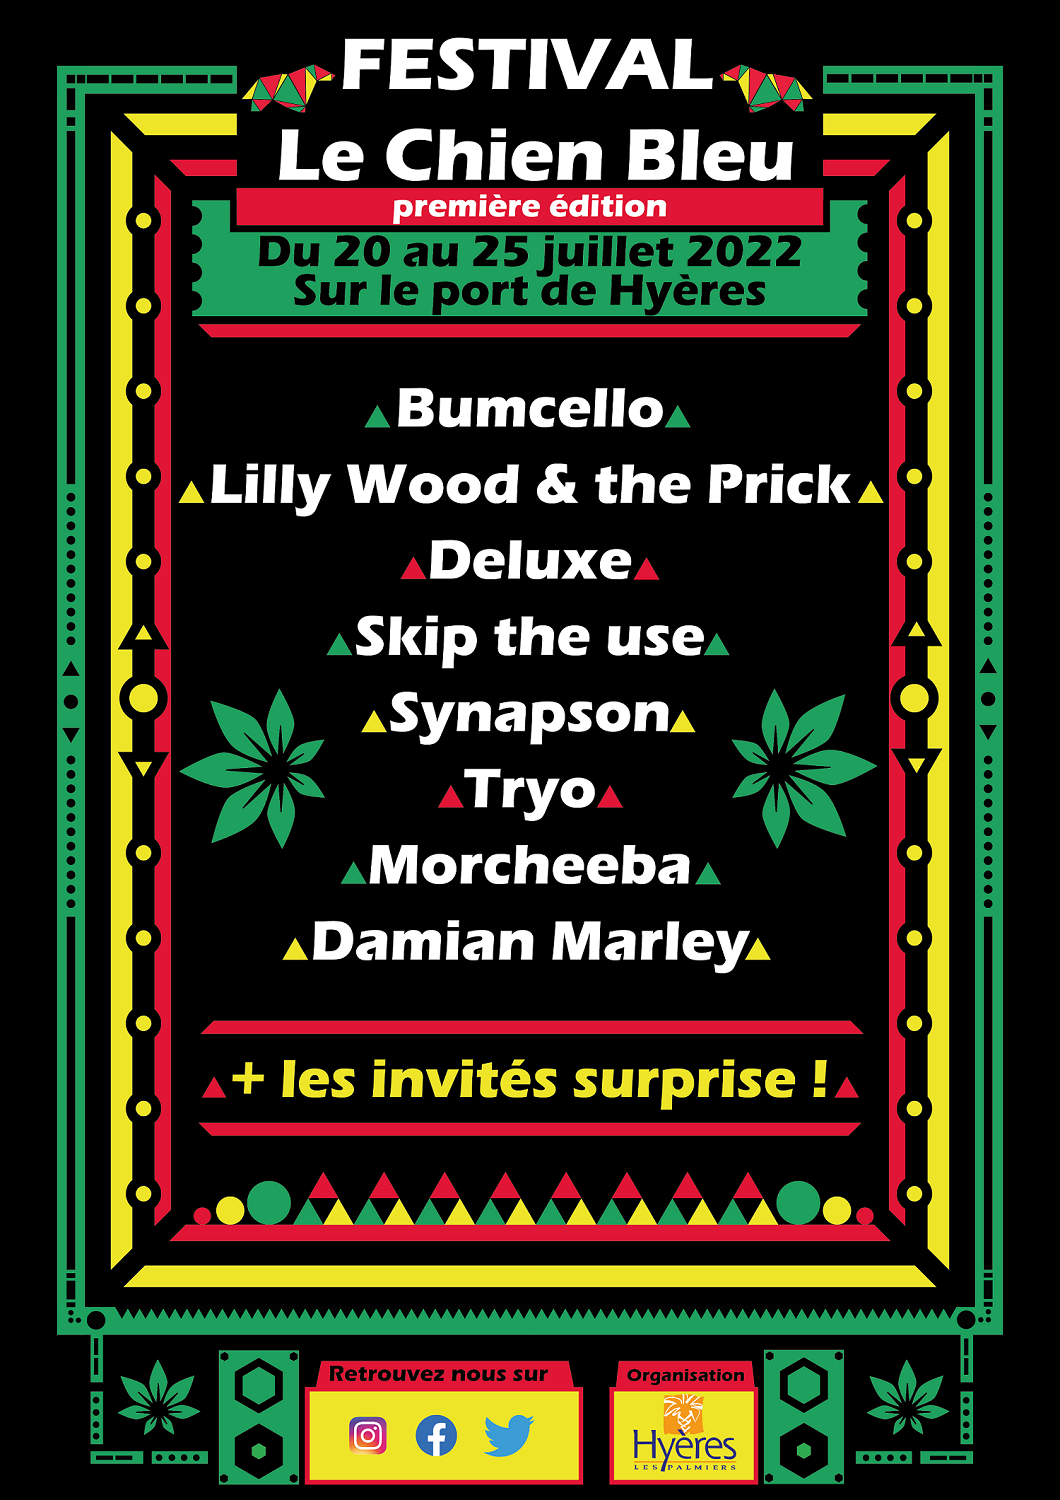 FESTIVAL
Le Chien Bleu
première édition
Du 20 au 25 juillet 2022
Sur le port de Hyères
Bumcello
Lilly Wood & the Prick
Deluxe
Skip the use
Synapson
Tryo
Morcheeba
Damian Marley
+ les invités surprise !
Retrouvez nous sur
Organisation
Hyères
LES PALMIERS